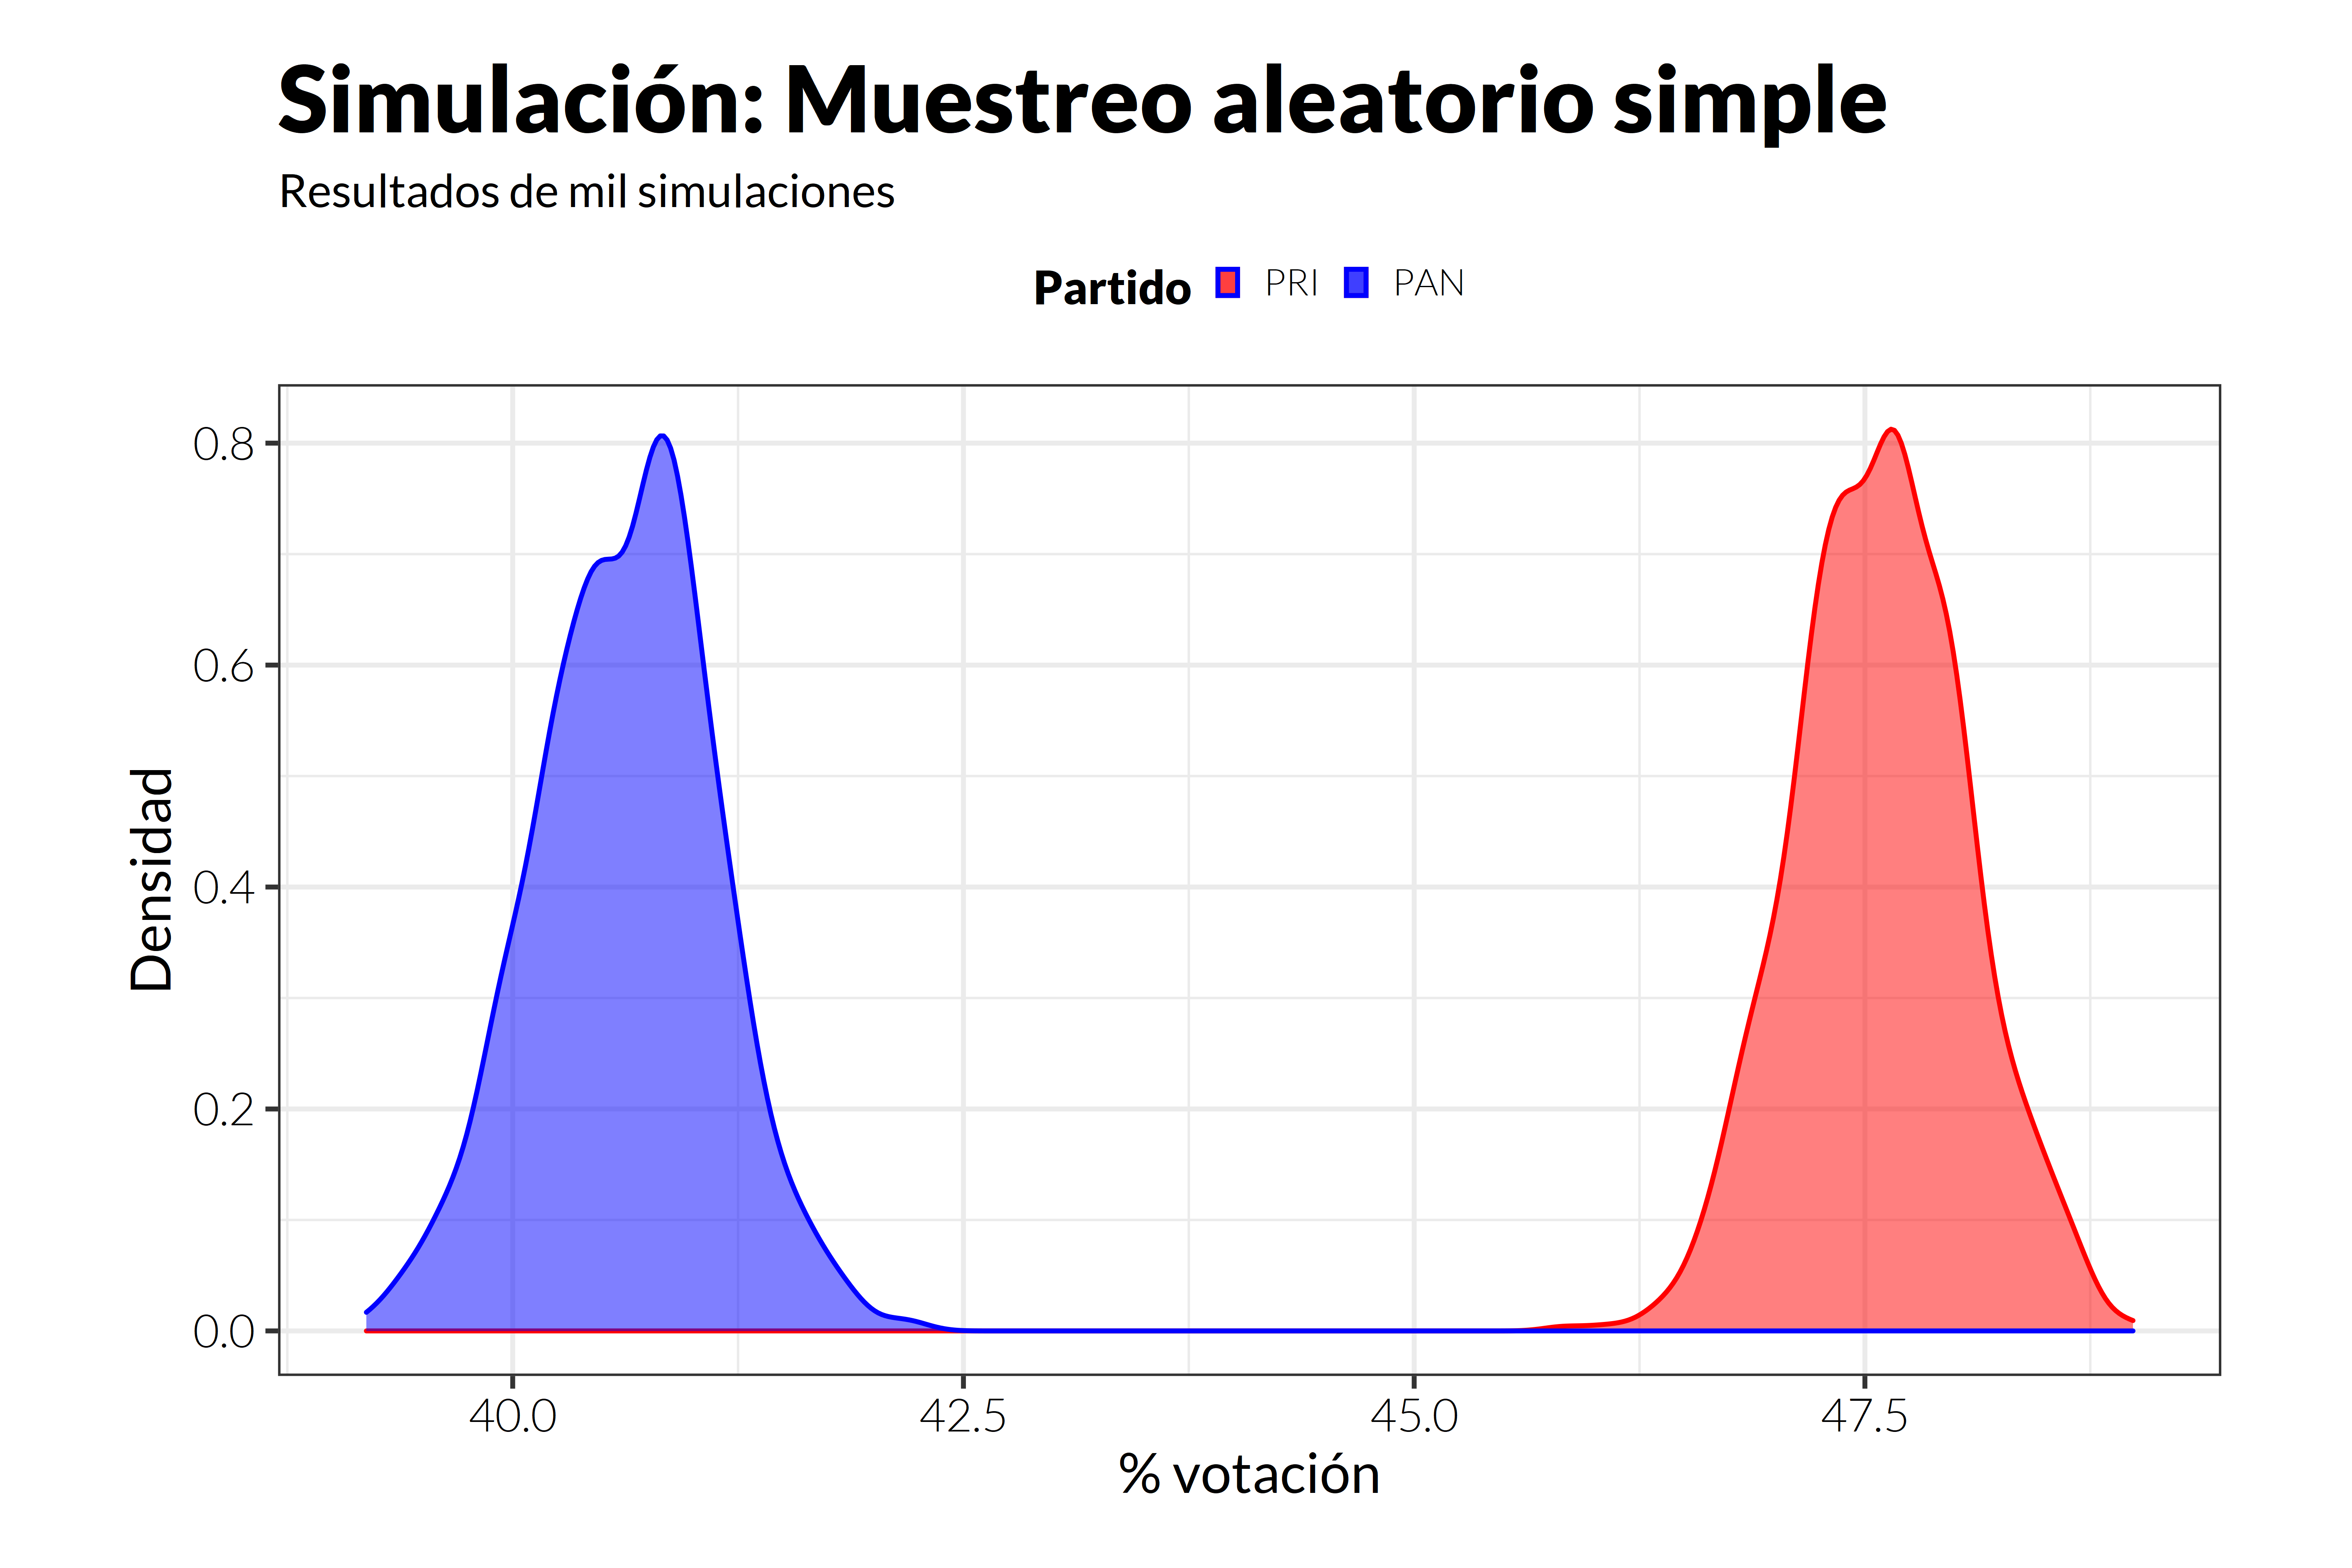 Simulación: Muestreo aleatorio simple
Resultados de mil simulaciones
Partido PRI PAN
0.8
0.6
0.4
0.2
0.0
Densidad
40.0 42.5 45.0 47.5
% votación